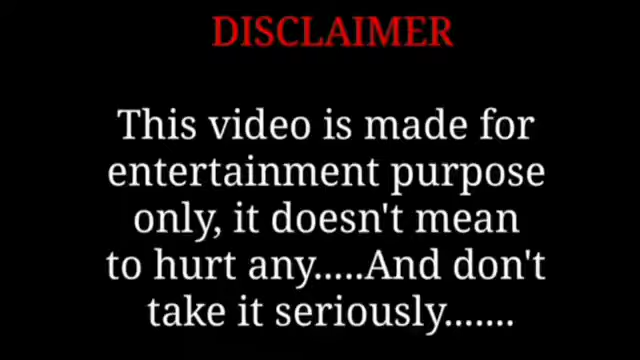 DISCLAIMER
This video is made for
entertainment purpose
only, it doesn't mean
to hurt any.....And don't
take it seriously.......